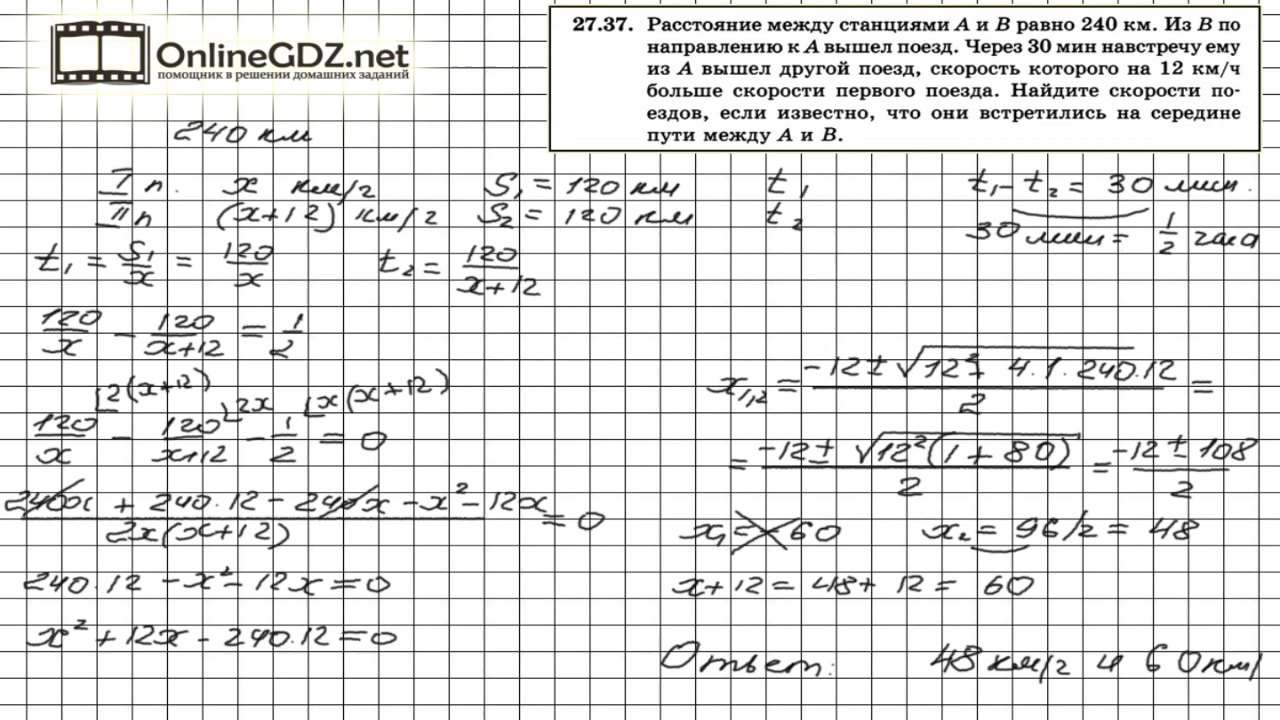 OnlineGDZ.net
помощник в решении домашних заданий
27.37. Расстояние между станциями A и B равно 240 км. Из B по
направлению к A вышел поезд. Через 30 мин навстречу ему
из A вышел другой поезд, скорость которого на 12 км/ч
больше скорости первого поезда. Найдите скорости по-
ездов, если известно, что они встретились на середине
пути между A и B.
240 км
I п. x км/ч S₁ = 120 км t₁ t₁ - t₂ = 30 мин.
II п (x+12) км/ч S₂ = 120 км t₂ 30 мин = 1/2 часа
t₁ = S₁/x = 120/x t₂ = 120/(x+12)
120/x - 120/(x+12) = 1/2
120/x ⌊2(x+12) - 120/(x+12) ⌊2x - 1/2 ⌊x(x+12) = 0
(240x + 240·12 - 240x - x² - 12x)/(2x(x+12)) = 0
240·12 - x² - 12x = 0
x² + 12x - 240·12 = 0
x₁,₂ = (-12 ± √(12² + 4·1·240·12))/2 =
= (-12 ± √(12²(1+80)))/2 = (-12 ± 108)/2
x₁ = -60 x₂ = 96/2 = 48
x+12 = 48 + 12 = 60
Ответ: 48 км/ч и 60 км/